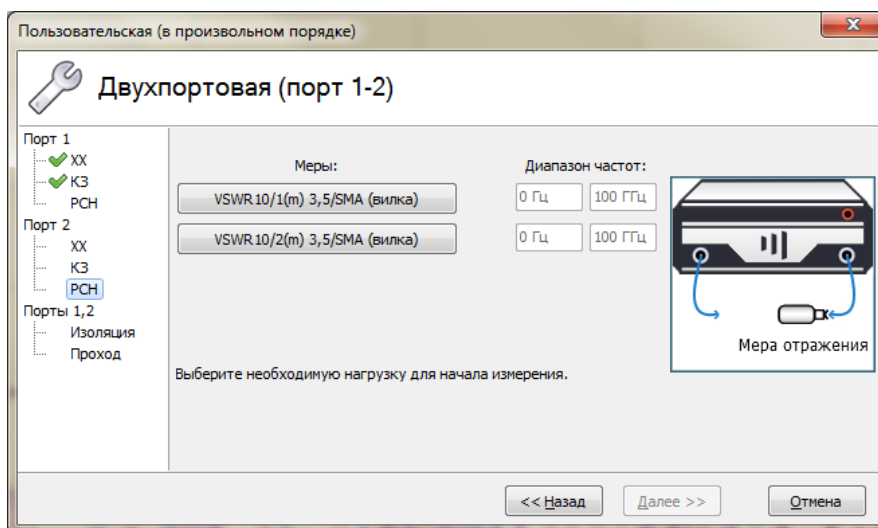 Пользовательская (в произвольном порядке)
Двухпортовая (порт 1-2)
Порт 1
XX
КЗ
РСН
Порт 2
XX
КЗ
РСН
Порты 1,2
Изоляция
Проход
Меры:
Диапазон частот:
VSWR10/1(m) 3,5/SMA (вилка)
0 Гц
100 ГГц
VSWR10/2(m) 3,5/SMA (вилка)
0 Гц
100 ГГц
Мера отражения
Выберите необходимую нагрузку для начала измерения.
<< Назад
Далее >>
Отмена